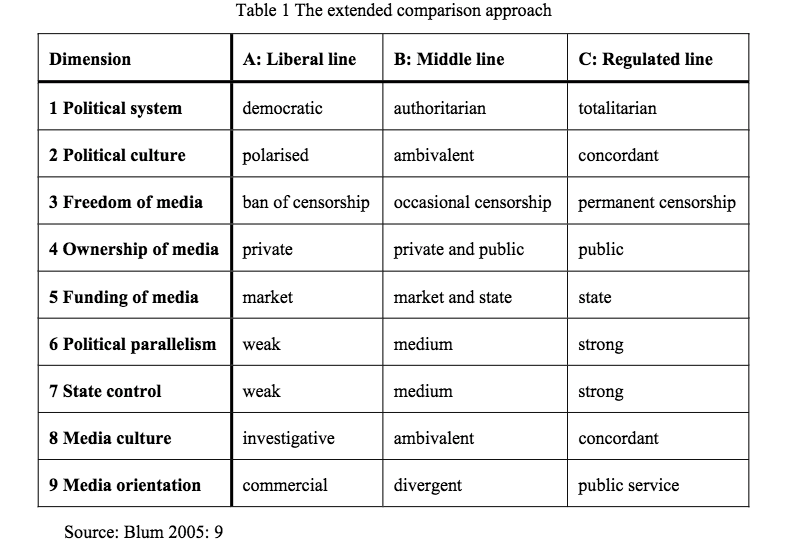 Table 1 The extended comparison approach
Dimension A: Liberal line B: Middle line C: Regulated line
1 Political system democratic authoritarian totalitarian
2 Political culture polarised ambivalent concordant
3 Freedom of media ban of censorship occasional censorship permanent censorship
4 Ownership of media private private and public public
5 Funding of media market market and state state
6 Political parallelism weak medium strong
7 State control weak medium strong
8 Media culture investigative ambivalent concordant
9 Media orientation commercial divergent public service
Source: Blum 2005: 9